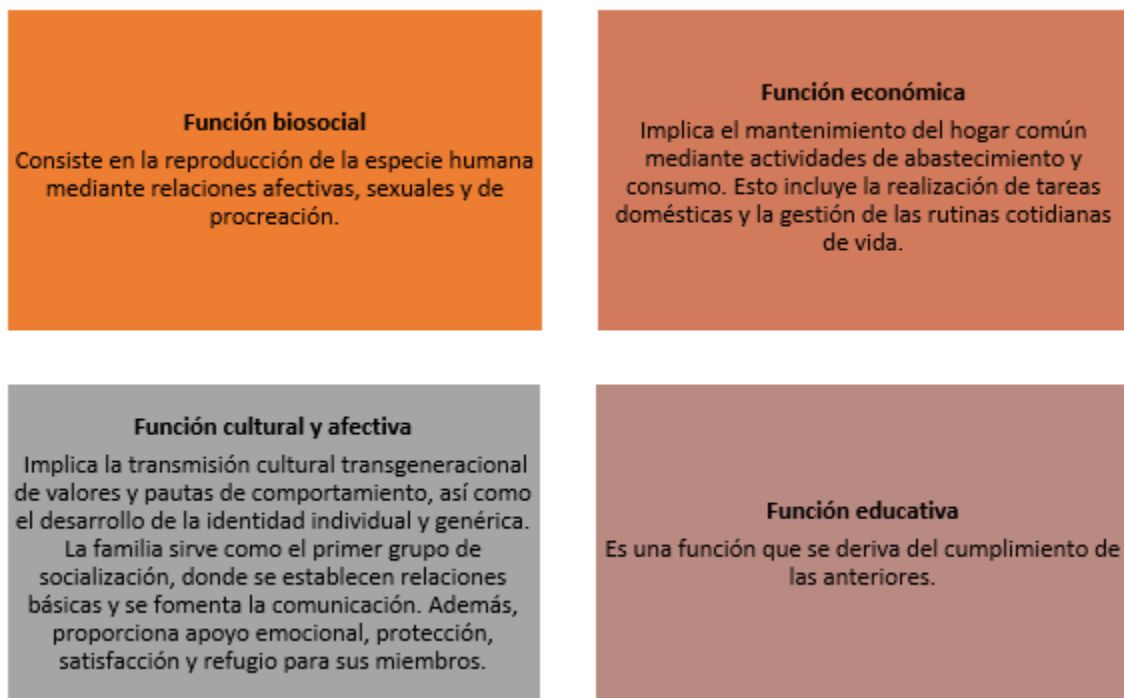 Función biosocial
Consiste en la reproducción de la especie humana
mediante relaciones afectivas, sexuales y de
procreación.
Función económica
Implica el mantenimiento del hogar común
mediante actividades de abastecimiento y
consumo. Esto incluye la realización de tareas
domésticas y la gestión de las rutinas cotidianas
de vida.
Función cultural y afectiva
Implica la transmisión cultural transgeneracional
de valores y pautas de comportamiento, así como
el desarrollo de la identidad individual y genérica.
La familia sirve como el primer grupo de
socialización, donde se establecen relaciones
básicas y se fomenta la comunicación. Además,
proporciona apoyo emocional, protección,
satisfacción y refugio para sus miembros.
Función educativa
Es una función que se deriva del cumplimiento de
las anteriores.